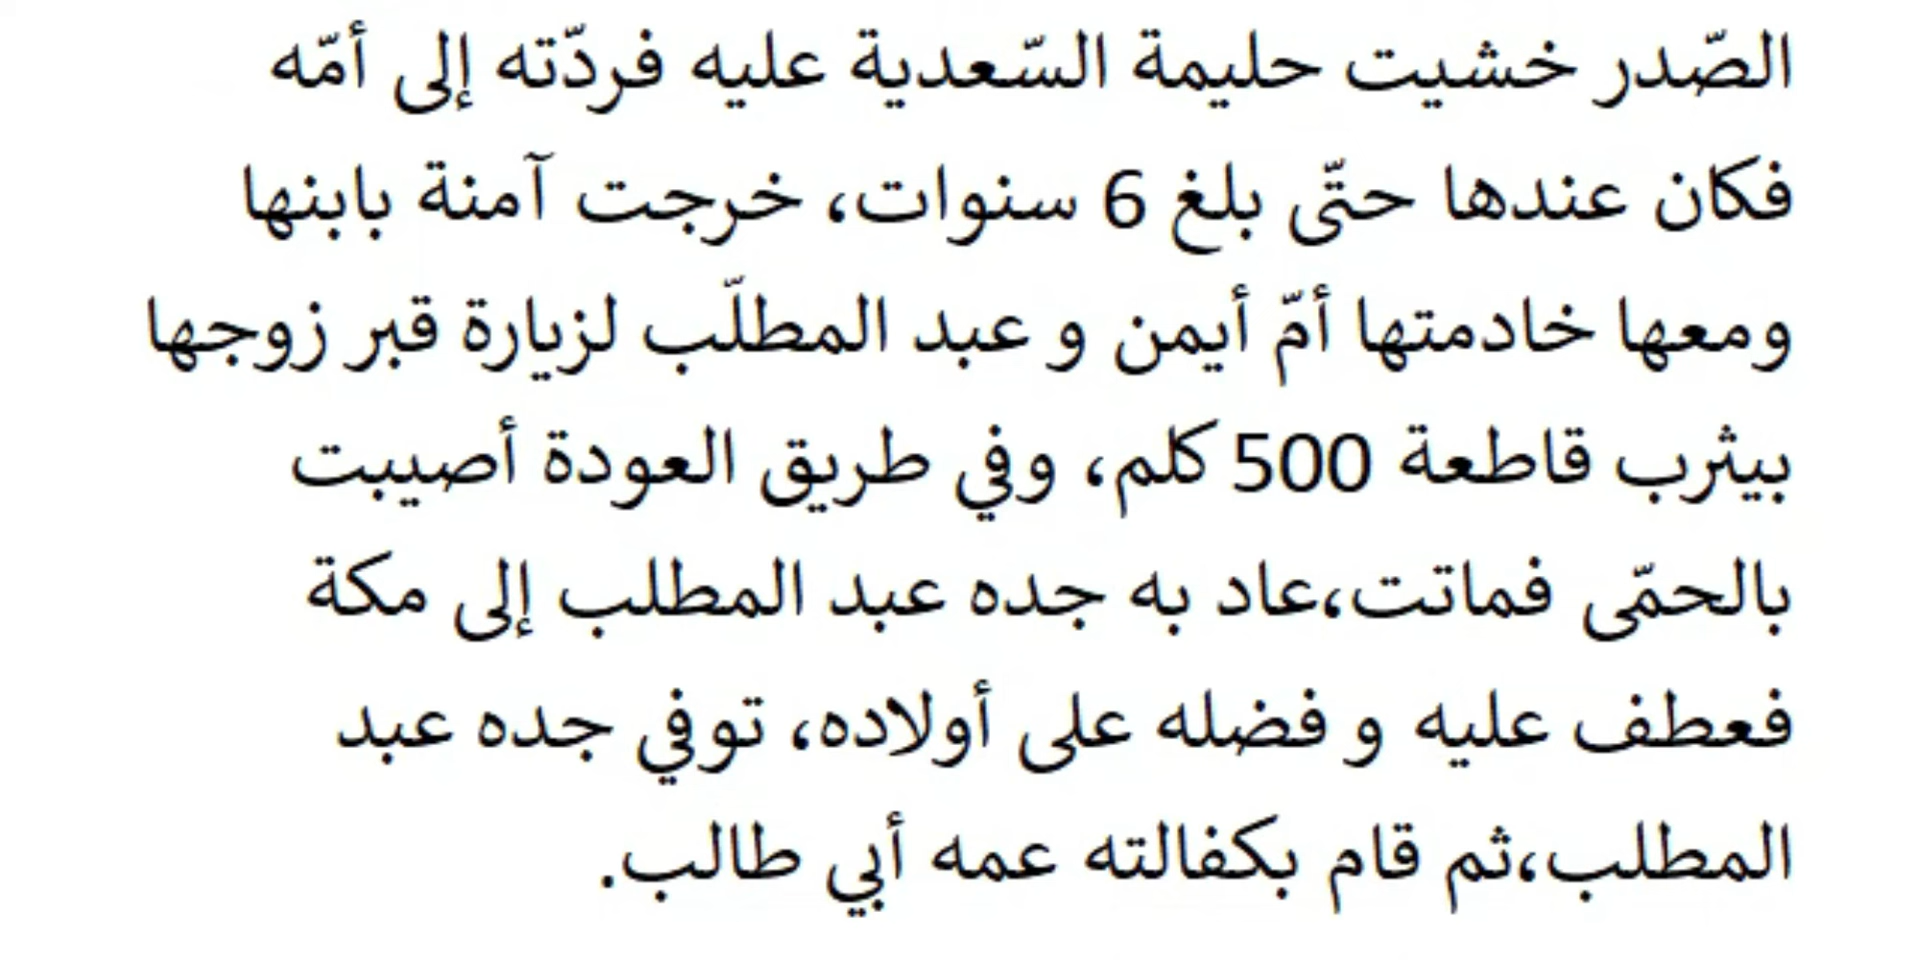 الصّدر خشيت حليمة السّعدية عليه فردّته إلى أمّه
فكان عندها حتّى بلغ 6 سنوات، خرجت آمنة بابنها
ومعها خادمتها أمّ أيمن و عبد المطلّب لزيارة قبر زوجها
بيثرب قاطعة 500 كلم، وفي طريق العودة أصيبت
بالحمّى فماتت،عاد به جده عبد المطلب إلى مكة
فعطف عليه و فضله على أولاده، توفي جده عبد
المطلب،ثم قام بكفالته عمه أبي طالب.